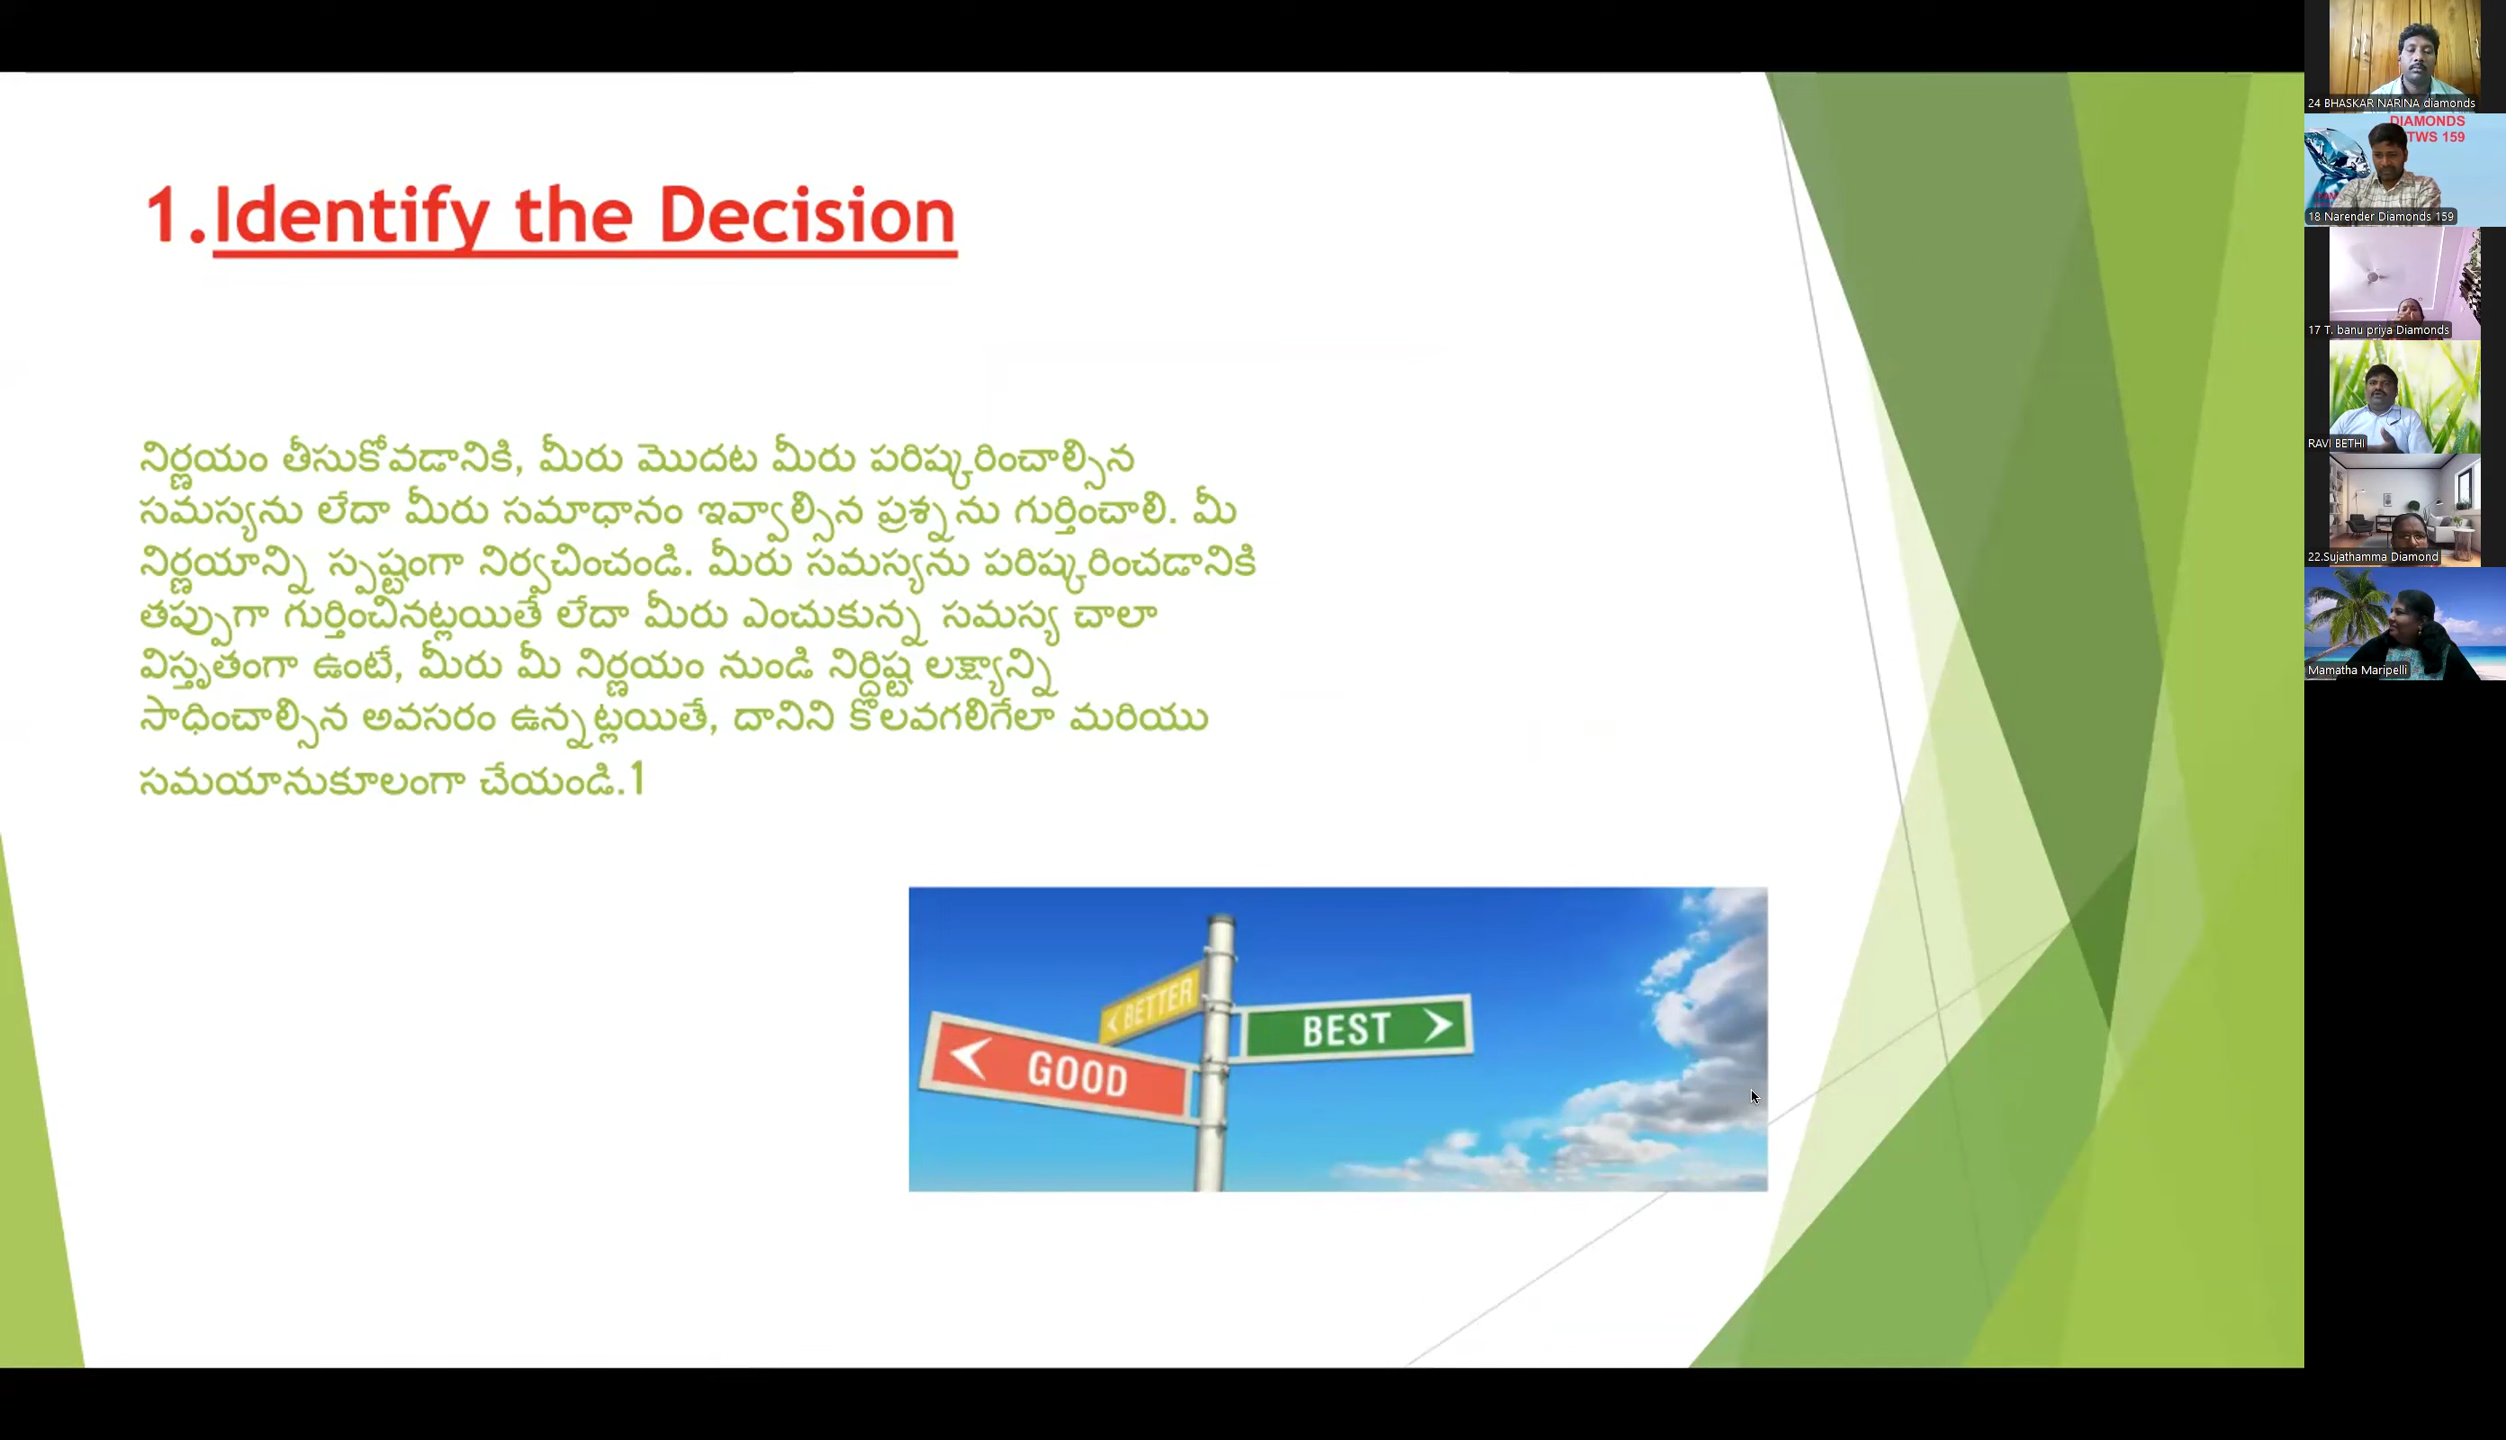 1.Identify the Decision
నిర్ణయం తీసుకోవడానికి, మీరు మొదట మీరు పరిష్కరించాల్సిన
సమస్యను లేదా మీరు సమాధానం ఇవ్వాల్సిన ప్రశ్నను గుర్తించాలి. మీ
నిర్ణయాన్ని స్పష్టంగా నిర్వచించండి. మీరు సమస్యను పరిష్కరించడానికి
తప్పుగా గుర్తించినట్లయితే లేదా మీరు ఎంచుకున్న సమస్య చాలా
విస్తృతంగా ఉంటే, మీరు మీ నిర్ణయం నుండి నిర్దిష్ట లక్ష్యాన్ని
సాధించాల్సిన అవసరం ఉన్నట్లయితే, దానిని కొలవగలిగేలా మరియు
సమయానుకూలంగా చేయండి.1
BETTER
GOOD
BEST
24 BHASKAR NARINA diamonds
DIAMONDS
TWS 159
18 Narender Diamonds 159
17 T. banu priya Diamonds
RAVI BETHI
22.Sujathamma Diamond
Mamatha Maripelli